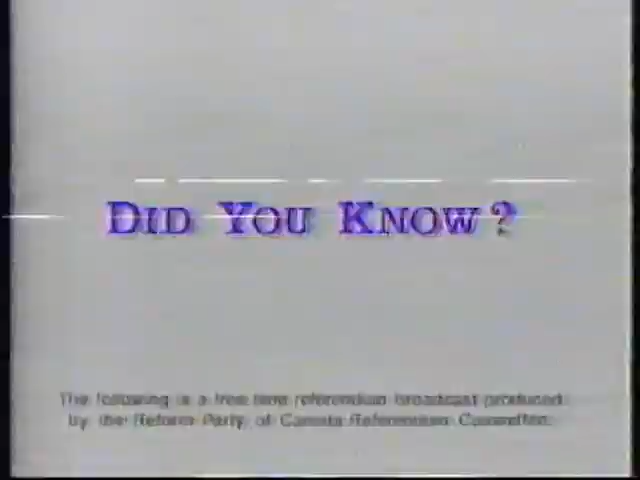 DID YOU KNOW?
The following is a free time referendum broadcast produced
by the Reform Party of Canada Referendum Committee.